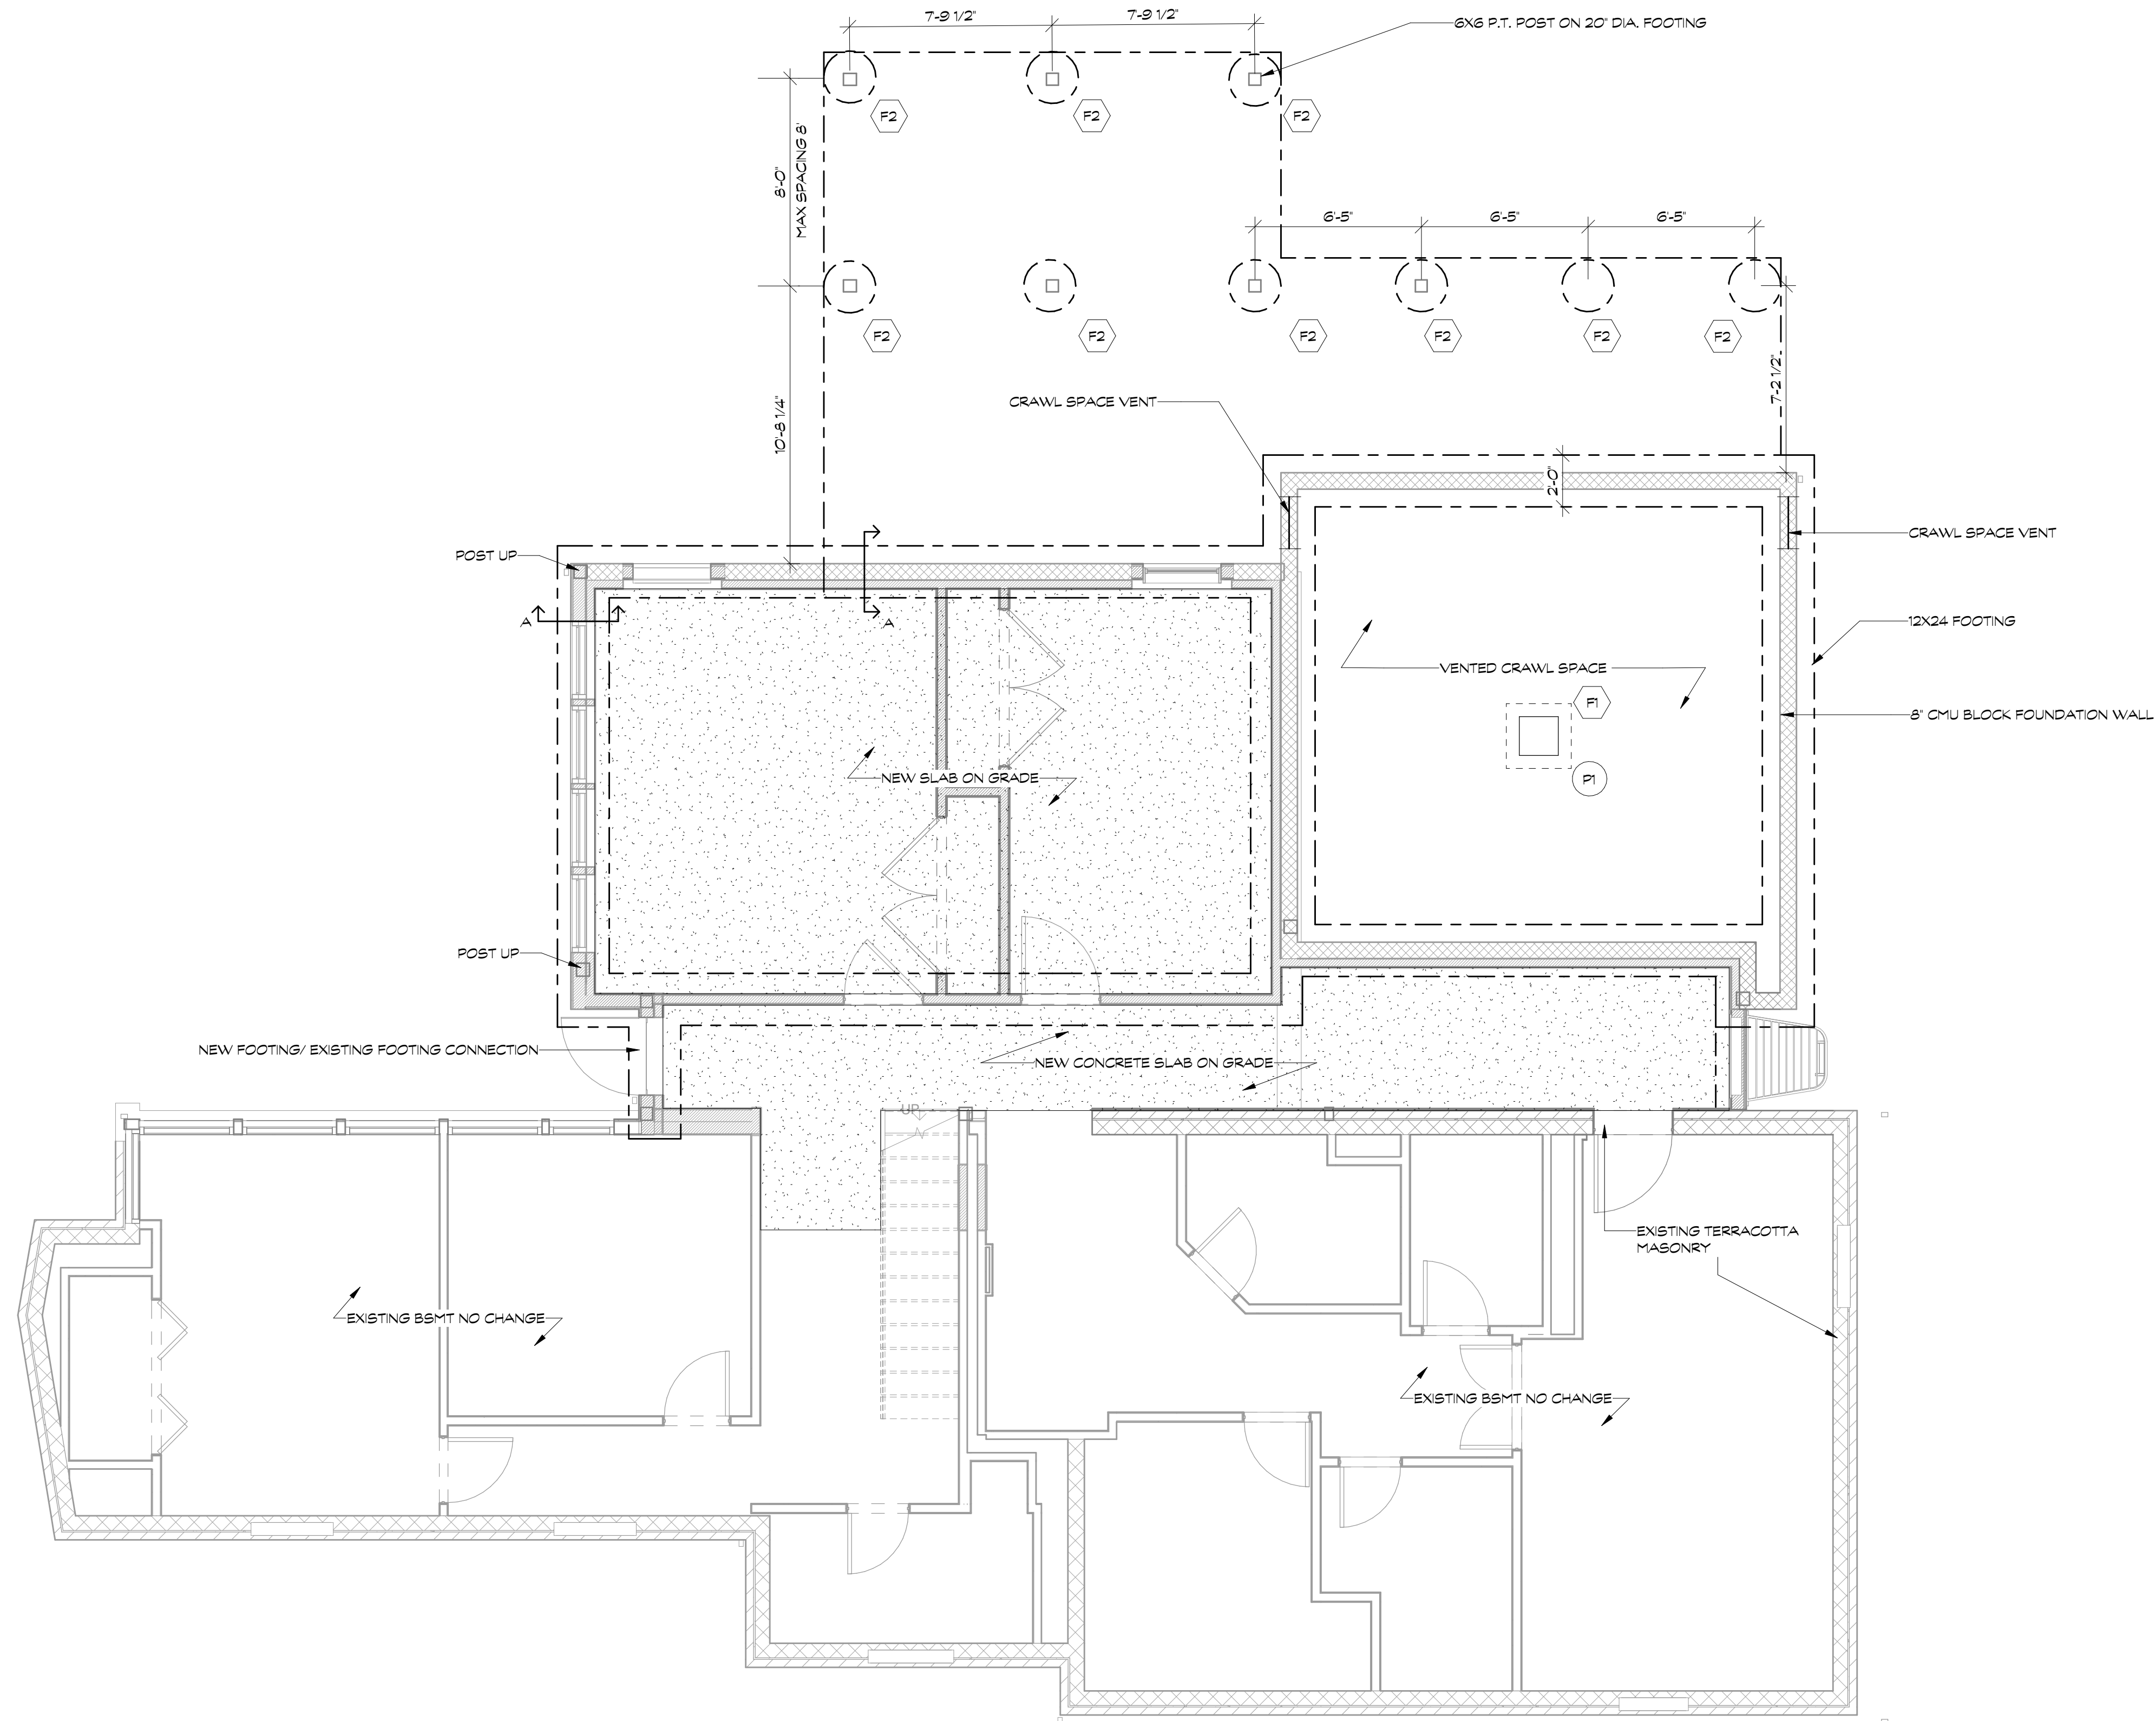 7'-9 1/2"
7'-9 1/2"
6X6 P.T. POST ON 20" DIA. FOOTING
F2
F2
F2
8'-0"
MAX SPACING 8'
6'-5"
6'-5"
6'-5"
F2
F2
F2
F2
F2
F2
7'-2 1/2"
10'-8 1/4"
CRAWL SPACE VENT
2'-0"
CRAWL SPACE VENT
POST UP
A
A
12X24 FOOTING
VENTED CRAWL SPACE
F1
8" CMU BLOCK FOUNDATION WALL
NEW SLAB ON GRADE
P1
POST UP
NEW FOOTING/ EXISTING FOOTING CONNECTION
NEW CONCRETE SLAB ON GRADE
UP
EXISTING TERRACOTTA
MASONRY
EXISTING BSMT NO CHANGE
EXISTING BSMT NO CHANGE